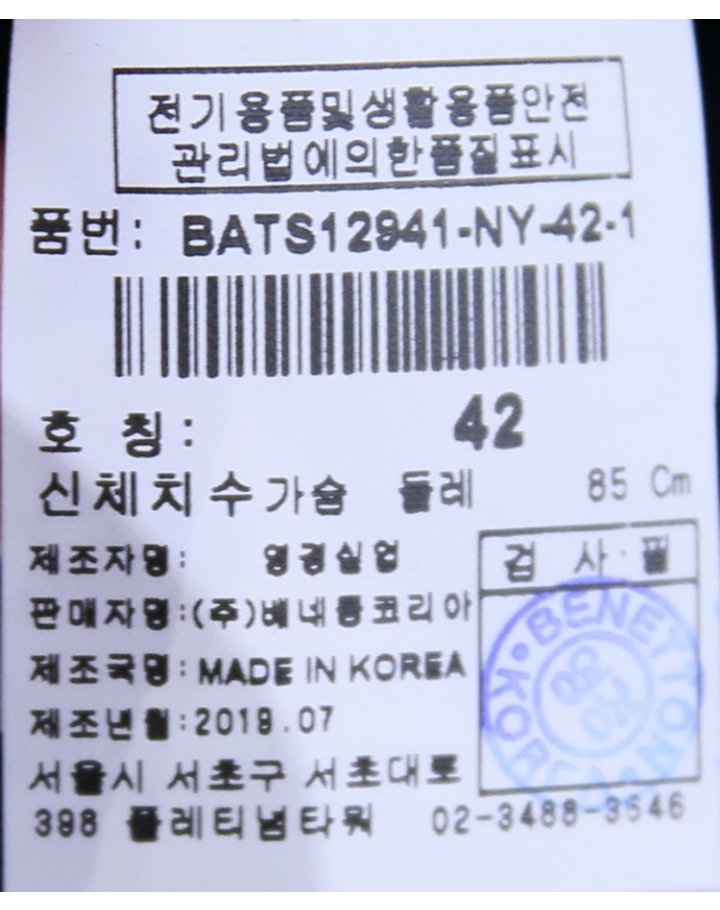 전기용품및생활용품안전
관리법에의한품질표시
품번: BATS12941-NY-42-1
호 칭: 42
신체치수가슴 둘레 85 Cm
제조자명: 영경실업
검 사 필
판매자명:(주)베네통코리아
제조국명:MADE IN KOREA
제조년월:2019.07
서울시 서초구 서초대로
398 플레티넘타워 02-3488-3546
BENETTON KOREA